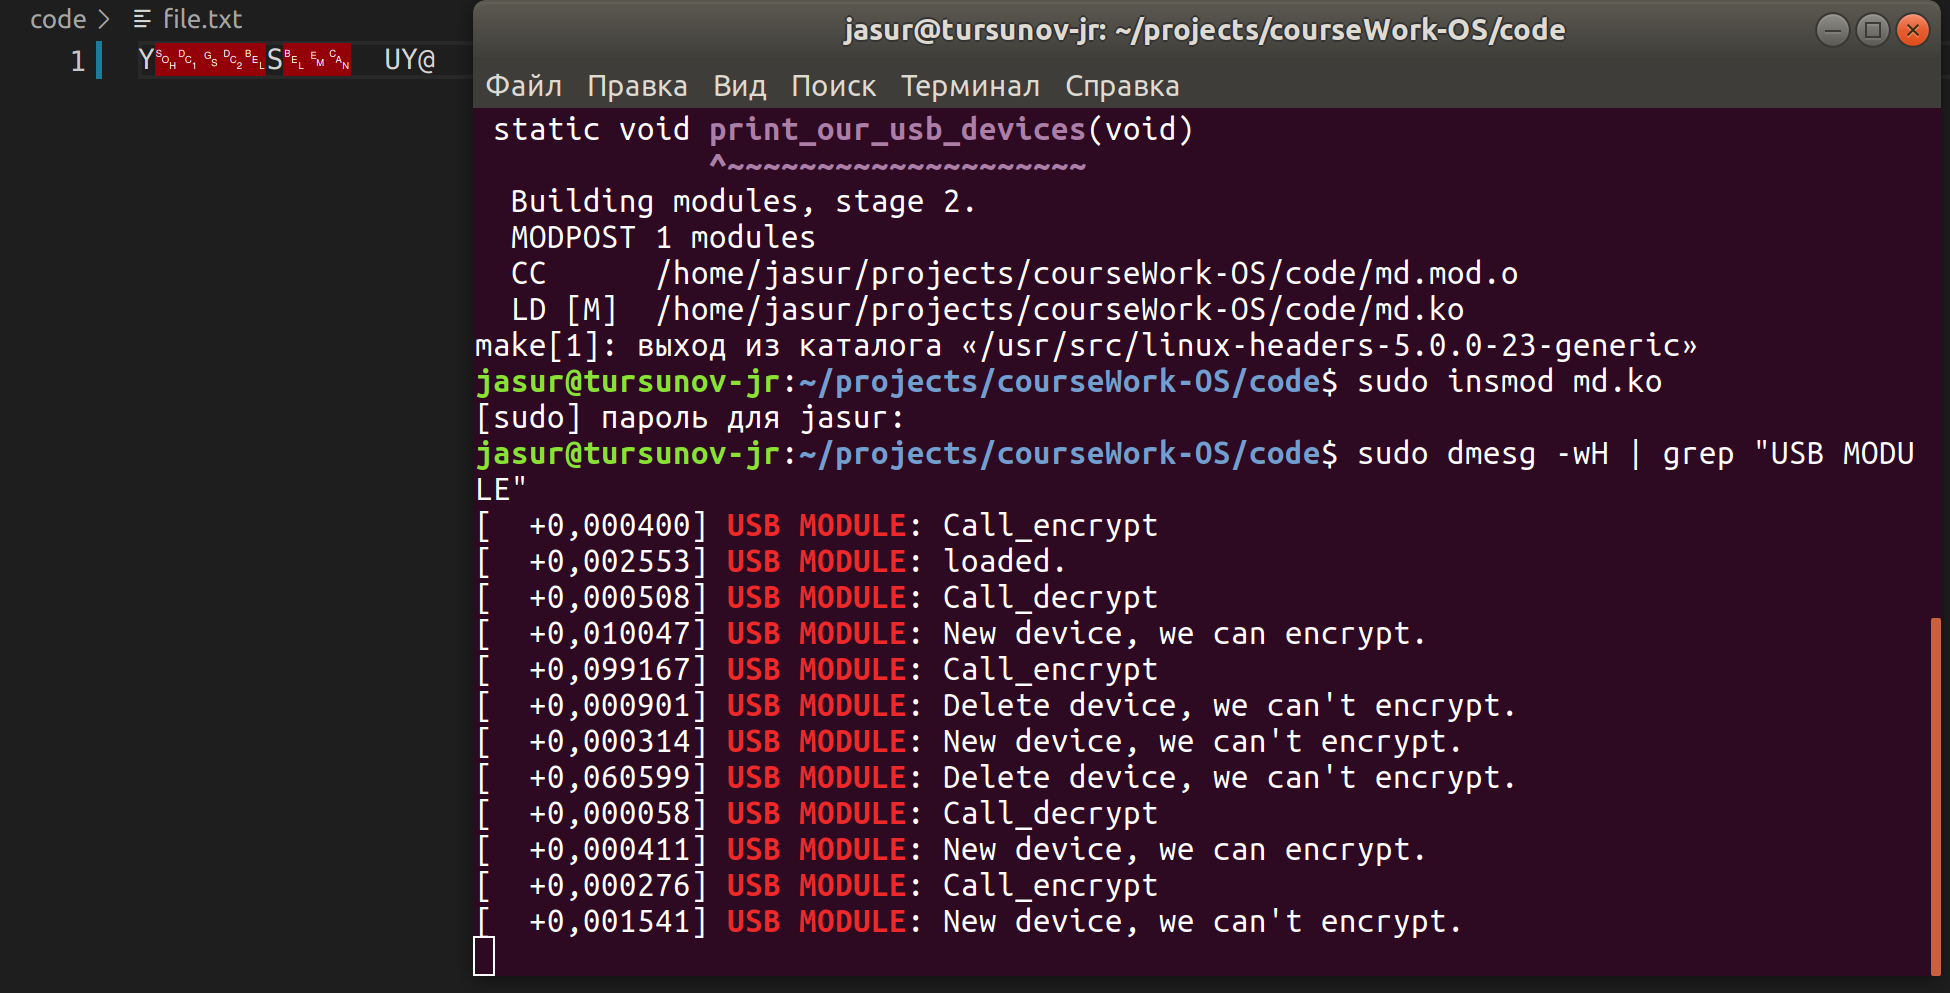 code > file.txt
1 YSOHDC1GSDC2BELSBELEMCAN UY@
jasur@tursunov-jr: ~/projects/courseWork-OS/code
Файл Правка Вид Поиск Терминал Справка
static void print_our_usb_devices(void)
^~~~~~~~~~~~~~~~~~~~~
Building modules, stage 2.
MODPOST 1 modules
CC /home/jasur/projects/courseWork-OS/code/md.mod.o
LD [M] /home/jasur/projects/courseWork-OS/code/md.ko
make[1]: выход из каталога «/usr/src/linux-headers-5.0.0-23-generic»
jasur@tursunov-jr:~/projects/courseWork-OS/code$ sudo insmod md.ko
[sudo] пароль для jasur:
jasur@tursunov-jr:~/projects/courseWork-OS/code$ sudo dmesg -wH | grep "USB MODU
LE"
[ +0,000400] USB MODULE: Call_encrypt
[ +0,002553] USB MODULE: loaded.
[ +0,000508] USB MODULE: Call_decrypt
[ +0,010047] USB MODULE: New device, we can encrypt.
[ +0,099167] USB MODULE: Call_encrypt
[ +0,000901] USB MODULE: Delete device, we can't encrypt.
[ +0,000314] USB MODULE: New device, we can't encrypt.
[ +0,060599] USB MODULE: Delete device, we can't encrypt.
[ +0,000058] USB MODULE: Call_decrypt
[ +0,000411] USB MODULE: New device, we can encrypt.
[ +0,000276] USB MODULE: Call_encrypt
[ +0,001541] USB MODULE: New device, we can't encrypt.